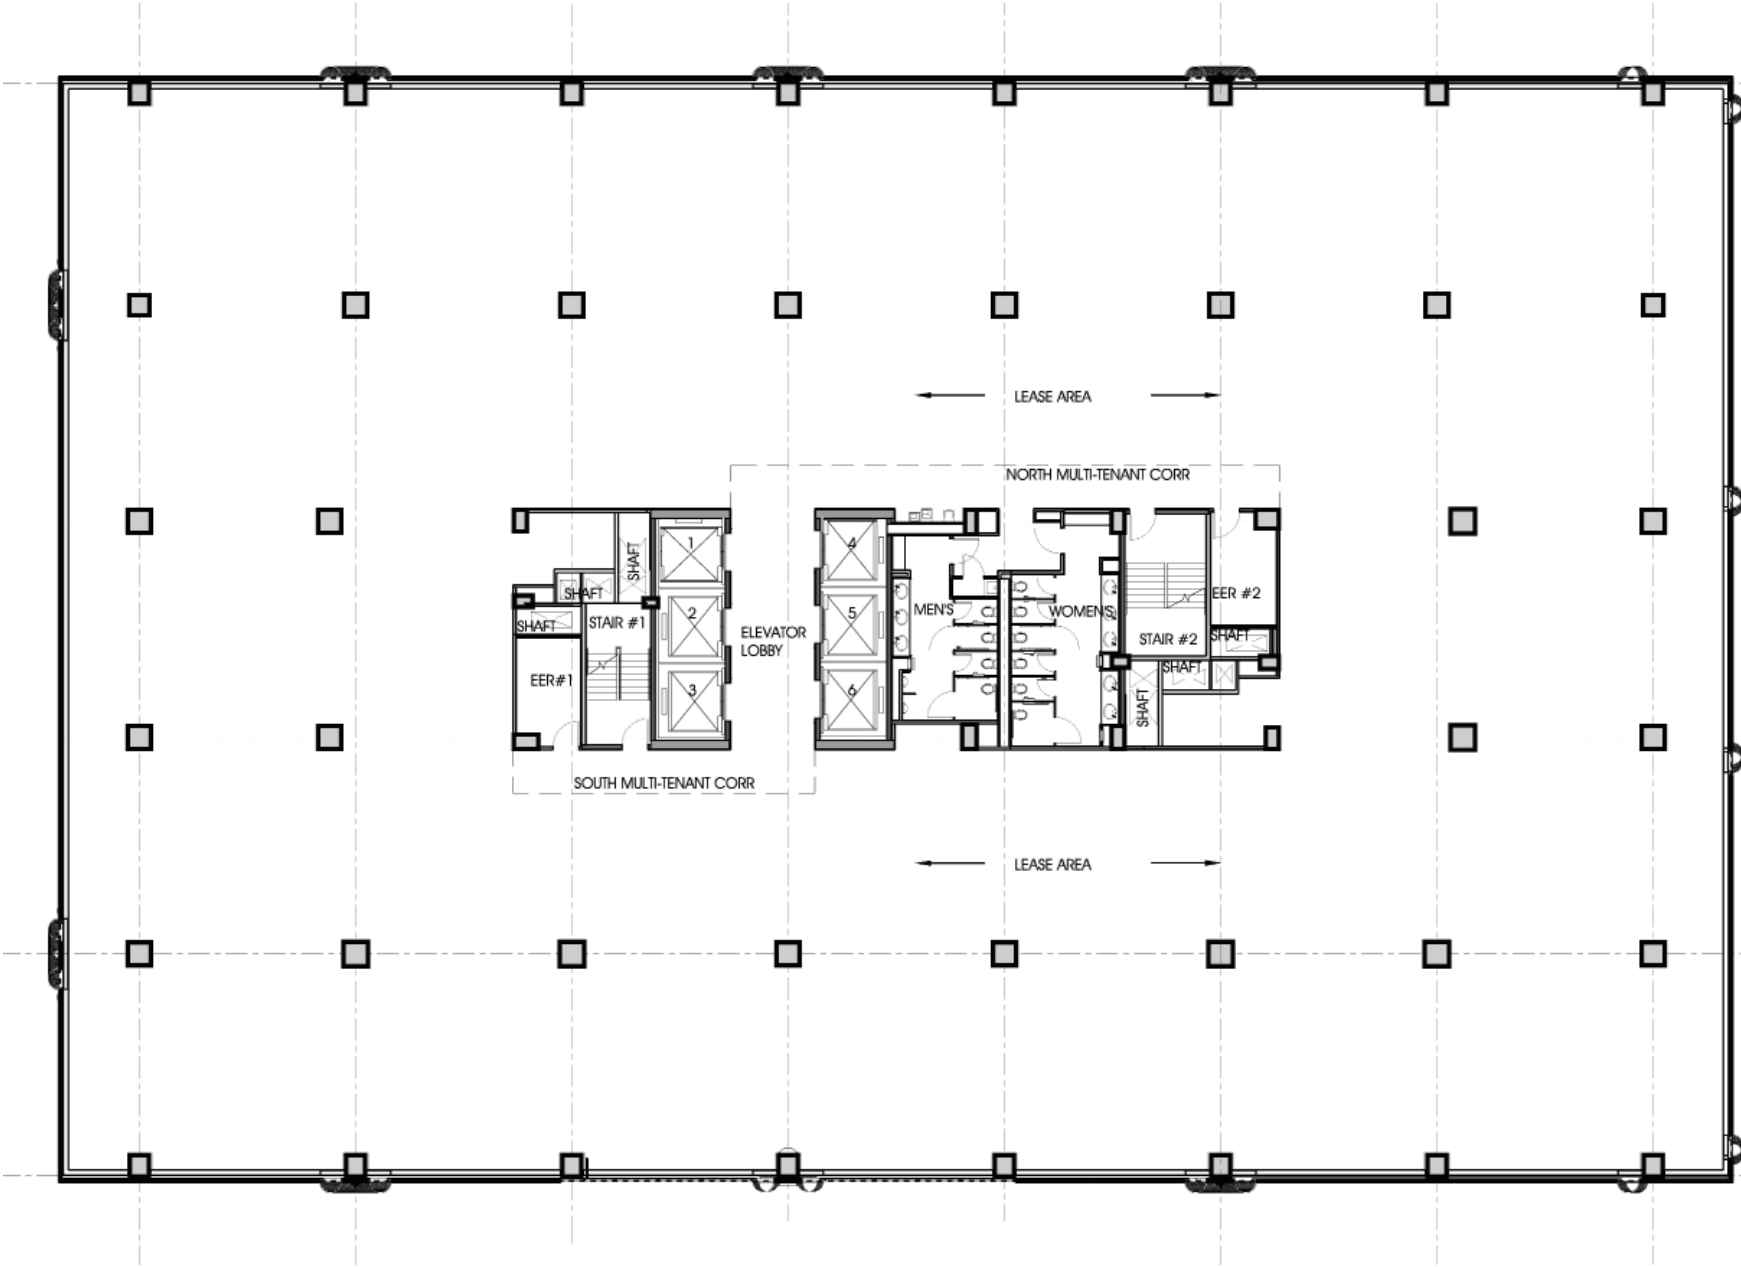 LEASE AREA
NORTH MULTI-TENANT CORR
1
4
SHAFT
SHAFT
EER #2
MEN'S
WOMEN'S
2
5
STAIR #1
SHAFT
ELEVATOR
LOBBY
STAIR #2
SHAFT
SHAFT
EER#1
3
6
SHAFT
SOUTH MULTI-TENANT CORR
LEASE AREA